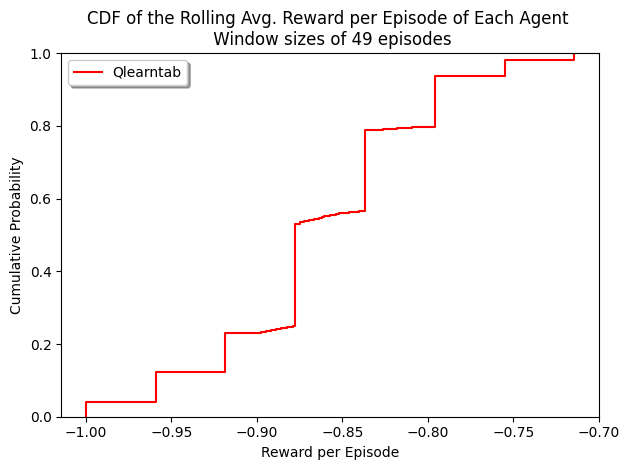 CDF of the Rolling Avg. Reward per Episode of Each Agent
Window sizes of 49 episodes
Qlearntab
Cumulative Probability
1.0
0.8
0.6
0.4
0.2
0.0
−1.00 −0.95 −0.90 −0.85 −0.80 −0.75 −0.70
Reward per Episode